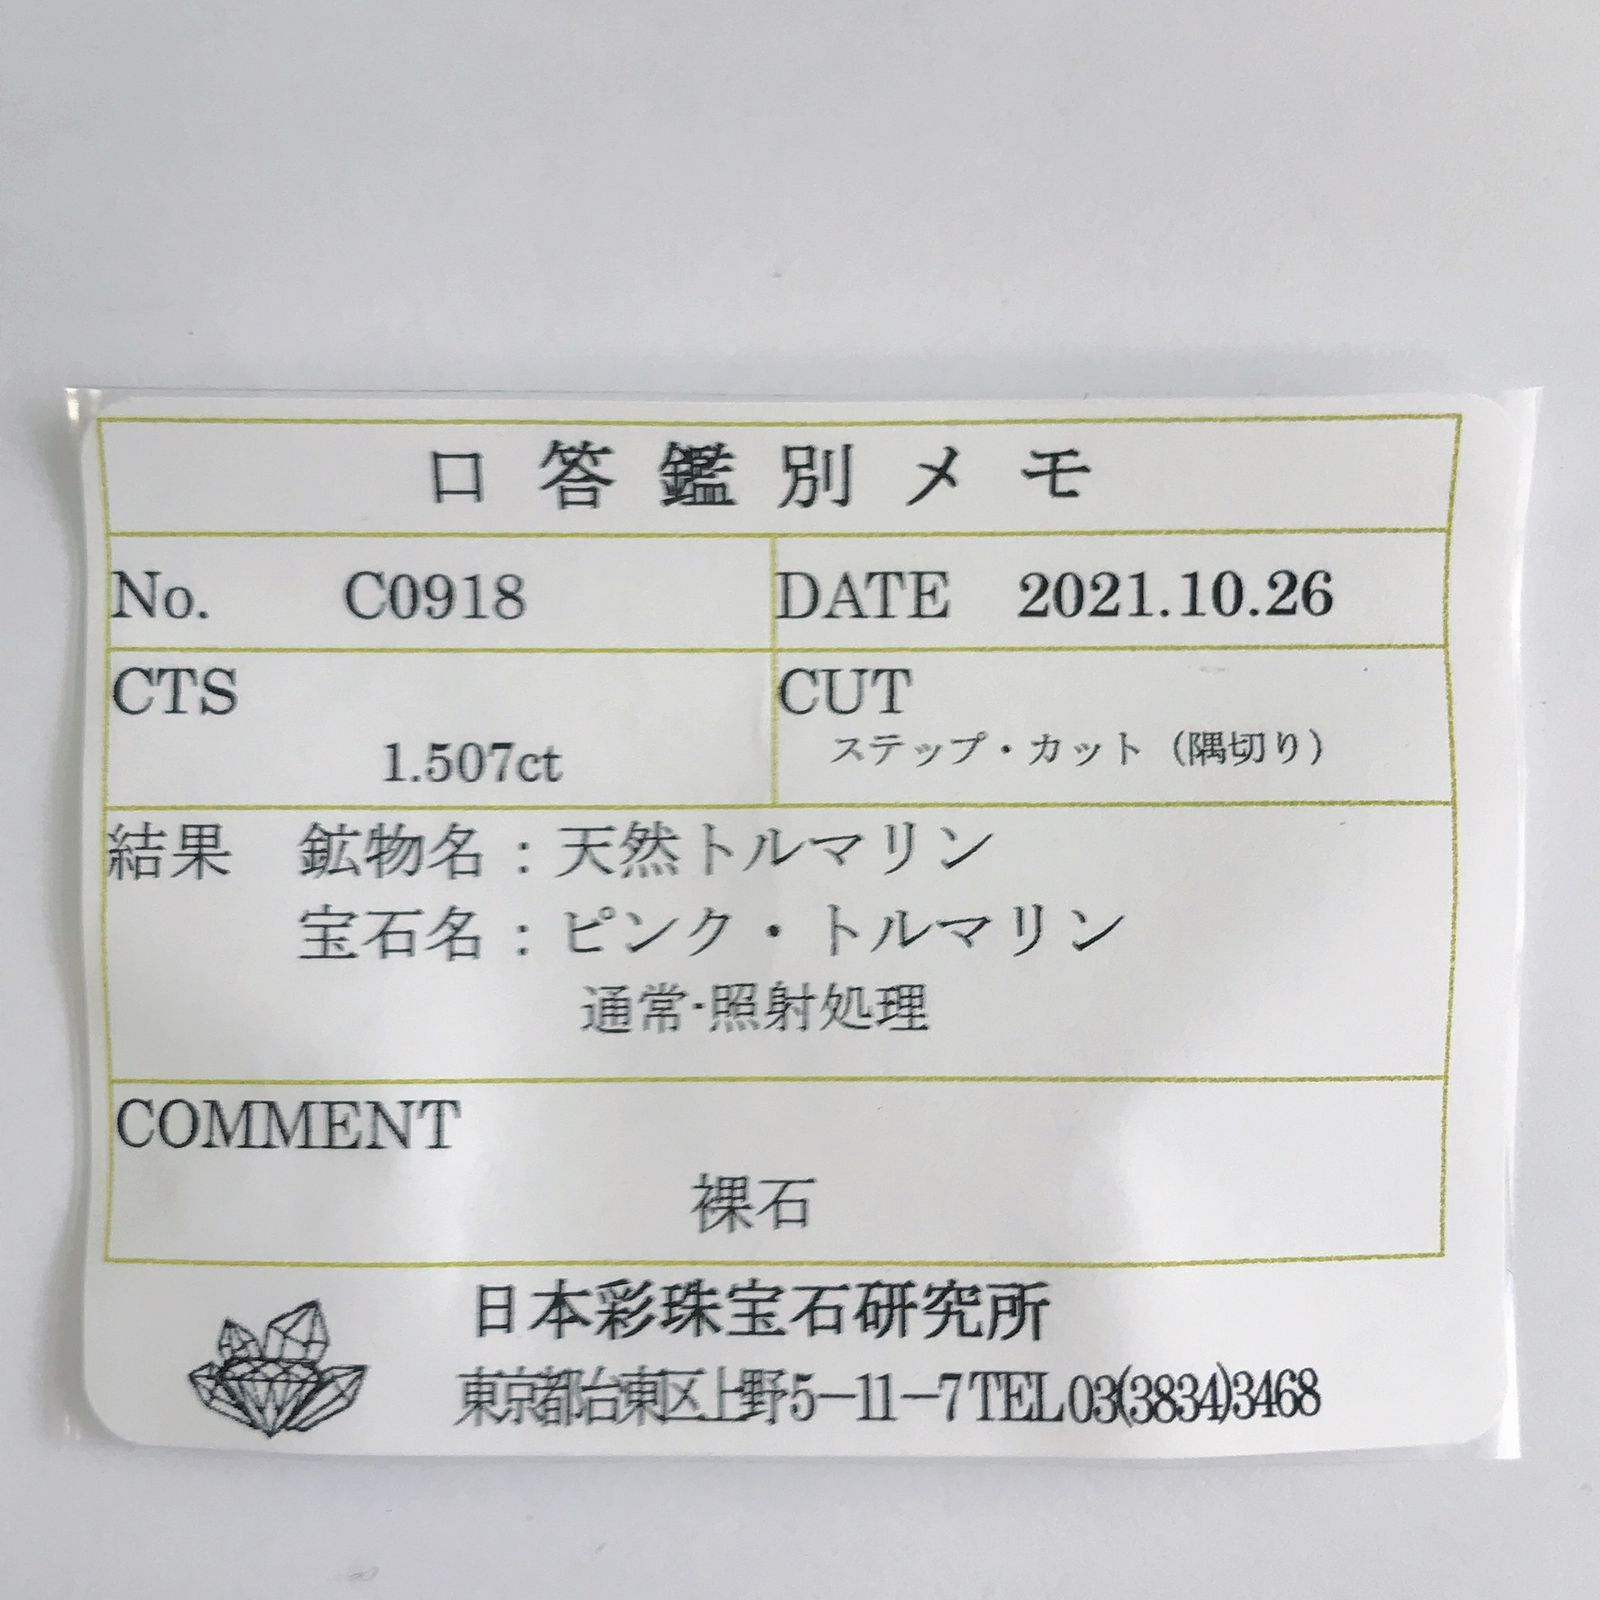 口答鑑別メモ
No. C0918 DATE 2021.10.26
CTS CUT
1.507ct ステップ・カット（隅切り）
結果 鉱物名：天然トルマリン
宝石名：ピンク・トルマリン
通常・照射処理
COMMENT
裸石
日本彩珠宝石研究所
東京都台東区上野5－11－7 TEL 03(3834)3468